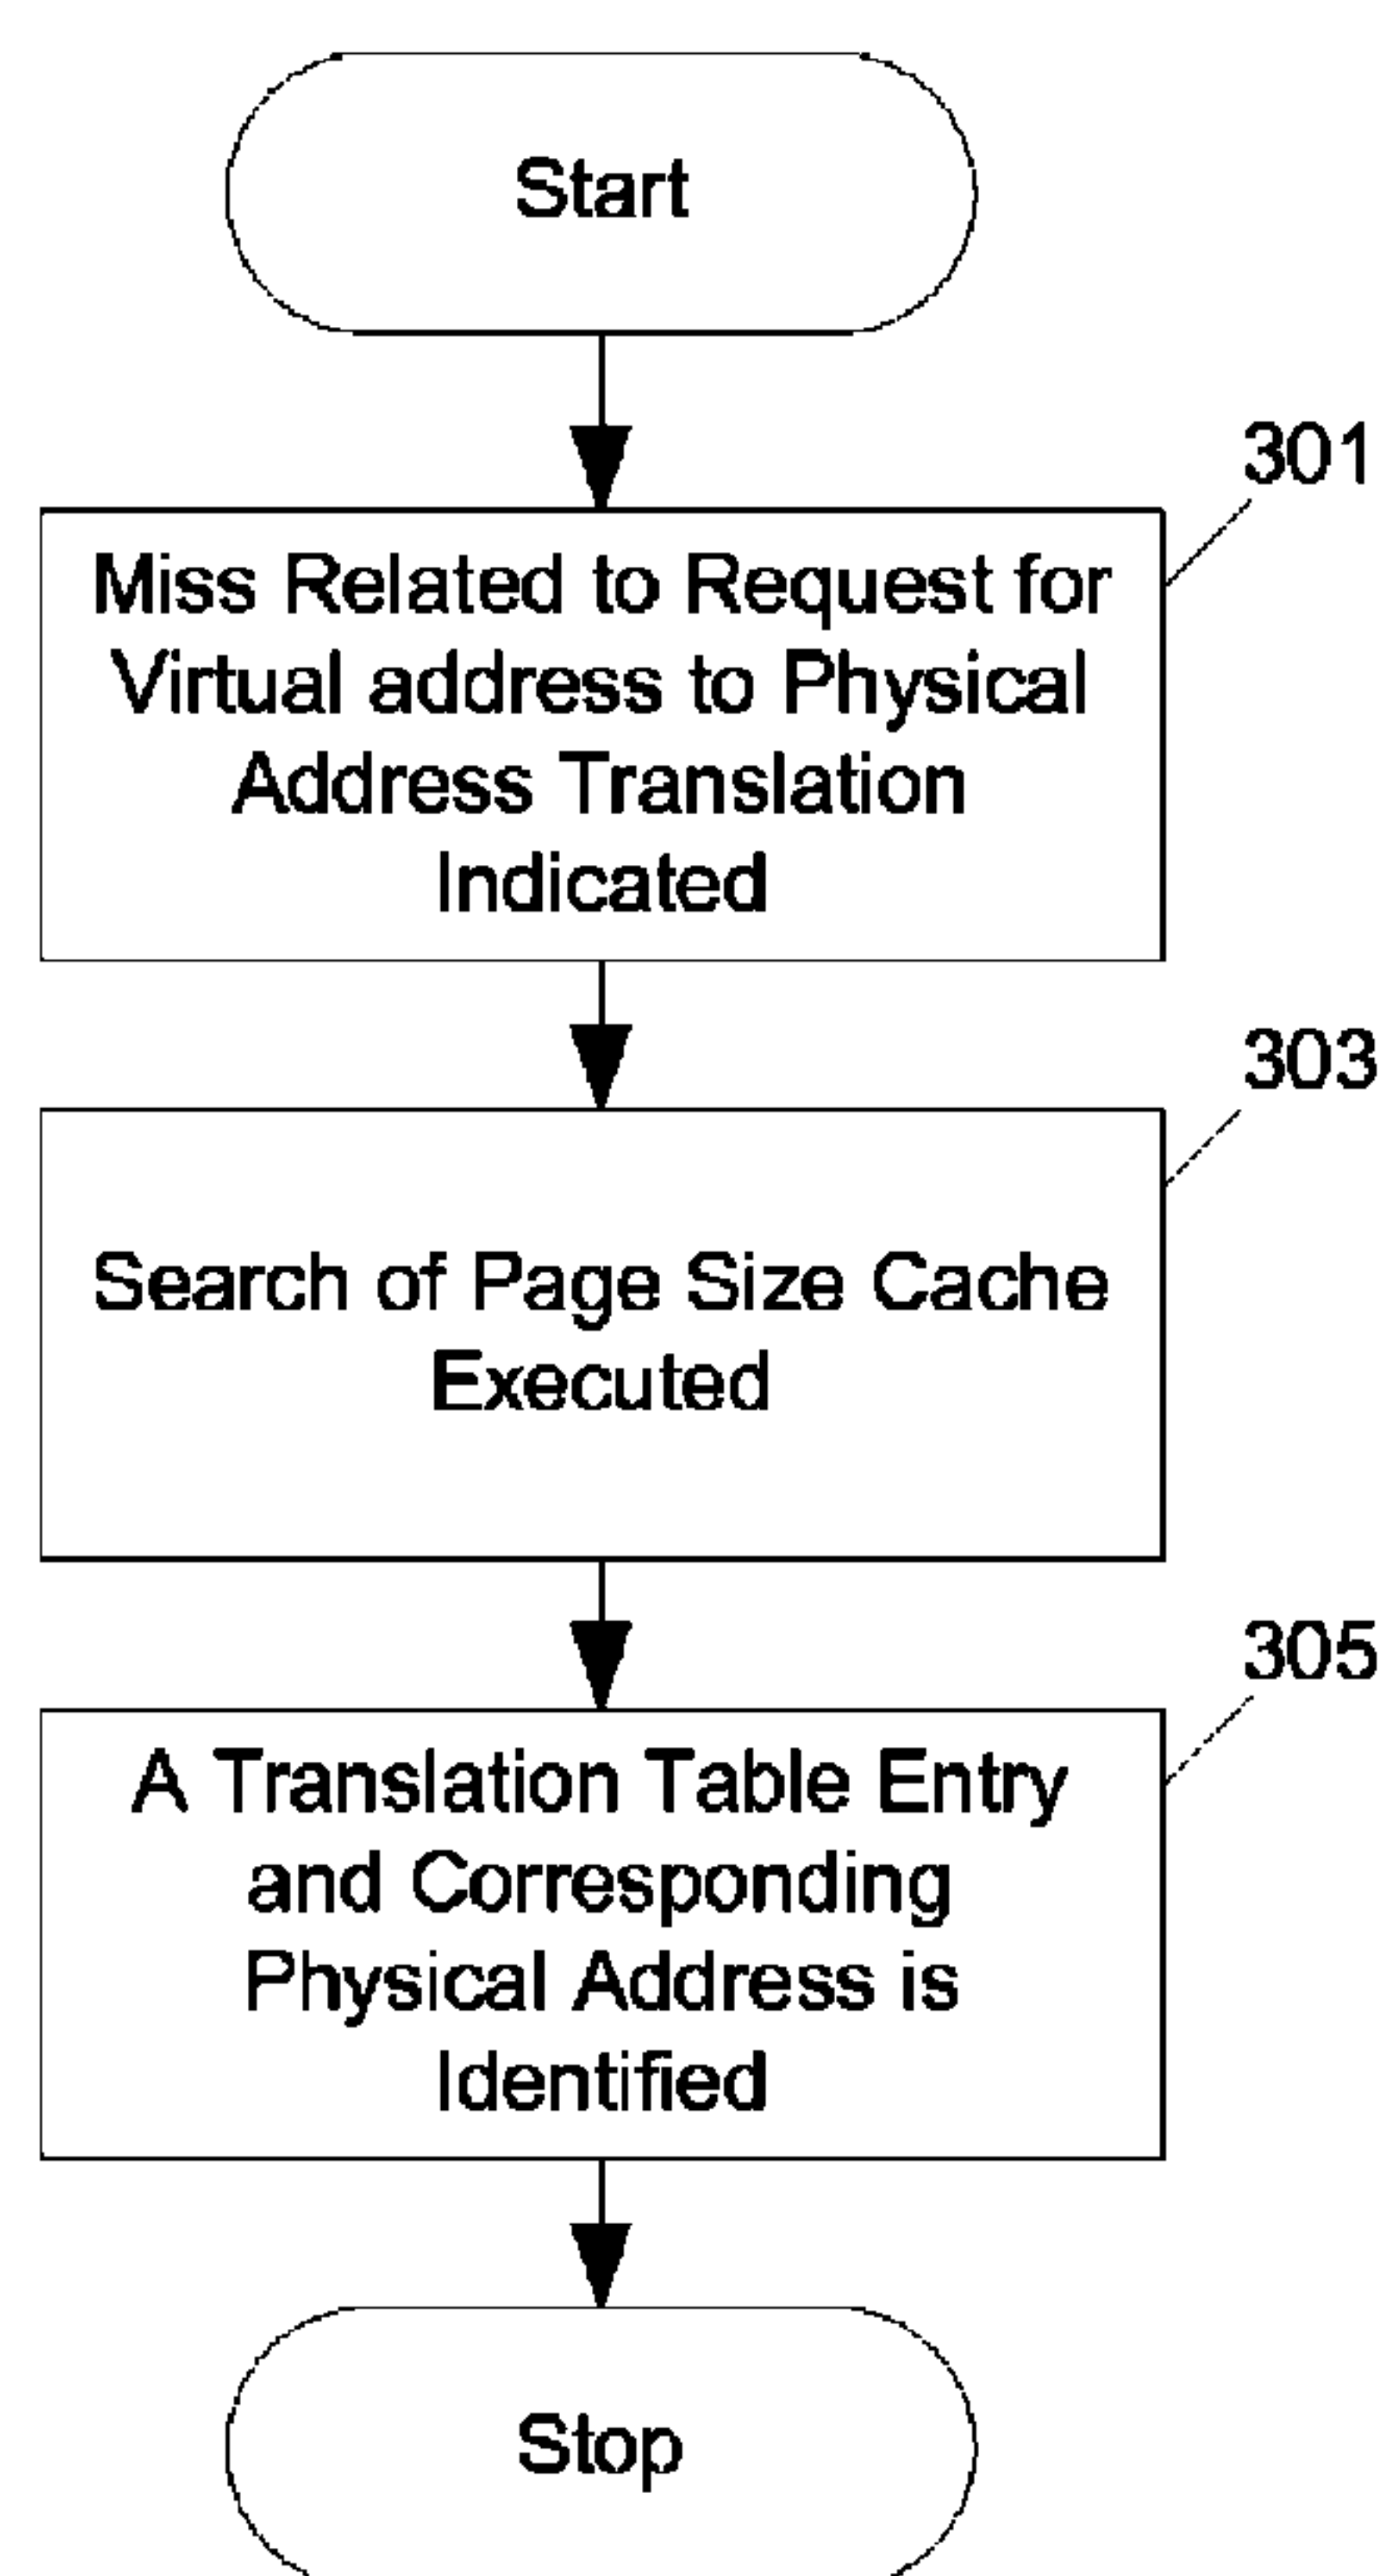 Start
301
Miss Related to Request for
Virtual address to Physical
Address Translation
Indicated
303
Search of Page Size Cache
Executed
305
A Translation Table Entry
and Corresponding
Physical Address is
Identified
Stop